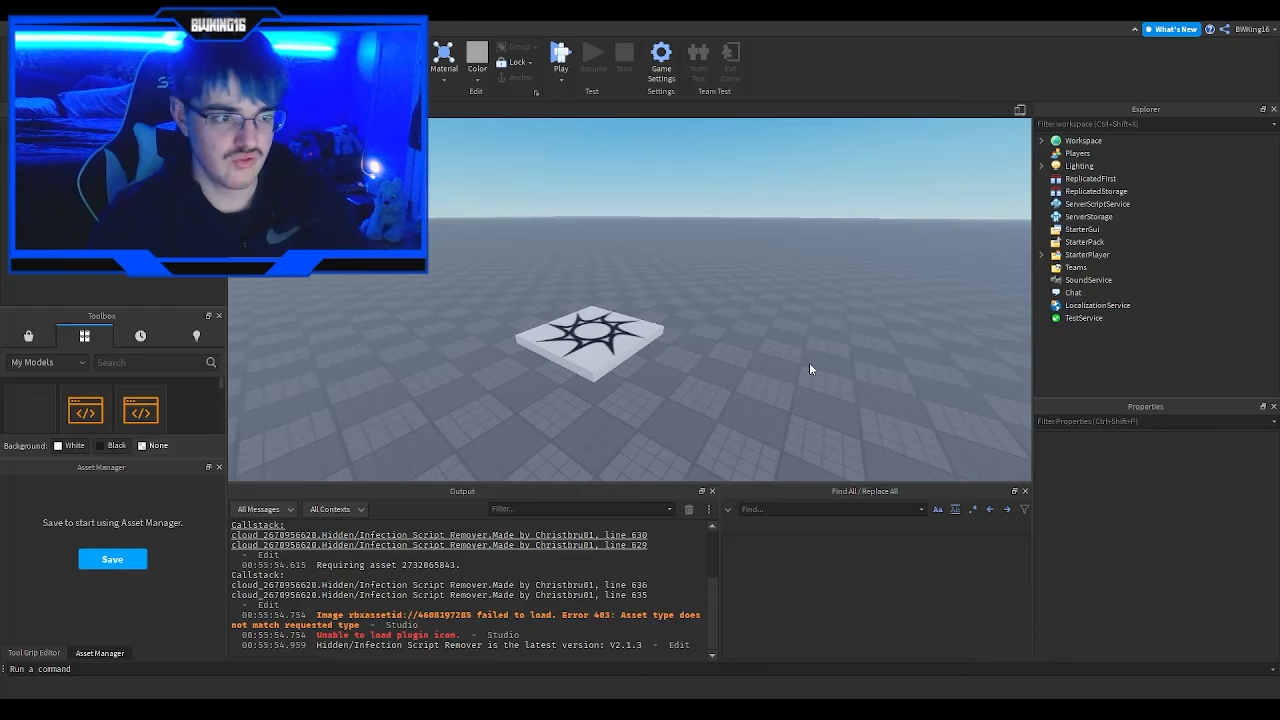 BWKING16
What's New
BWKing16
Material
Color
Group
Lock
Anchor
Play
Resume
Stop
Game
Settings
Team
Test
Exit
Game
Edit
Test
Settings
Team Test
Explorer
Filter workspace (Ctrl+Shift+X)
Workspace
Players
Lighting
ReplicatedFirst
ReplicatedStorage
ServerScriptService
ServerStorage
StarterGui
StarterPack
StarterPlayer
Teams
SoundService
Chat
LocalizationService
TestService
Toolbox
My Models
Search
Background: White Black None
Asset Manager
Save to start using Asset Manager.
Save
Tool Grip Editor
Asset Manager
Run a command
Output
All Messages
All Contexts
Filter...
Callstack:
cloud_2670956620.Hidden/Infection Script Remover.Made by Christbru01, line 630
cloud_2670956620.Hidden/Infection Script Remover.Made by Christbru01, line 629
- Edit
00:55:54.615 Requiring asset 2732065843.
Callstack:
cloud_2670956620.Hidden/Infection Script Remover.Made by Christbru01, line 636
cloud_2670956620.Hidden/Infection Script Remover.Made by Christbru01, line 635
- Edit
00:55:54.754 Image rbxassetid://4608197285 failed to load. Error 403: Asset type does
not match requested type - Studio
00:55:54.754 Unable to load plugin icon. - Studio
00:55:54.959 Hidden/Infection Script Remover is the latest version: V2.1.3 - Edit
Find All / Replace All
Find...
Aa
Ab
.*
Properties
Filter Properties (Ctrl+Shift+P)